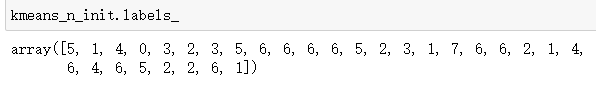 kmeans_n_init.labels_
array([5, 1, 4, 0, 3, 2, 3, 5, 6, 6, 6, 6, 5, 2, 3, 1, 7, 6, 6, 2, 1, 4,
6, 4, 6, 5, 2, 2, 6, 1])